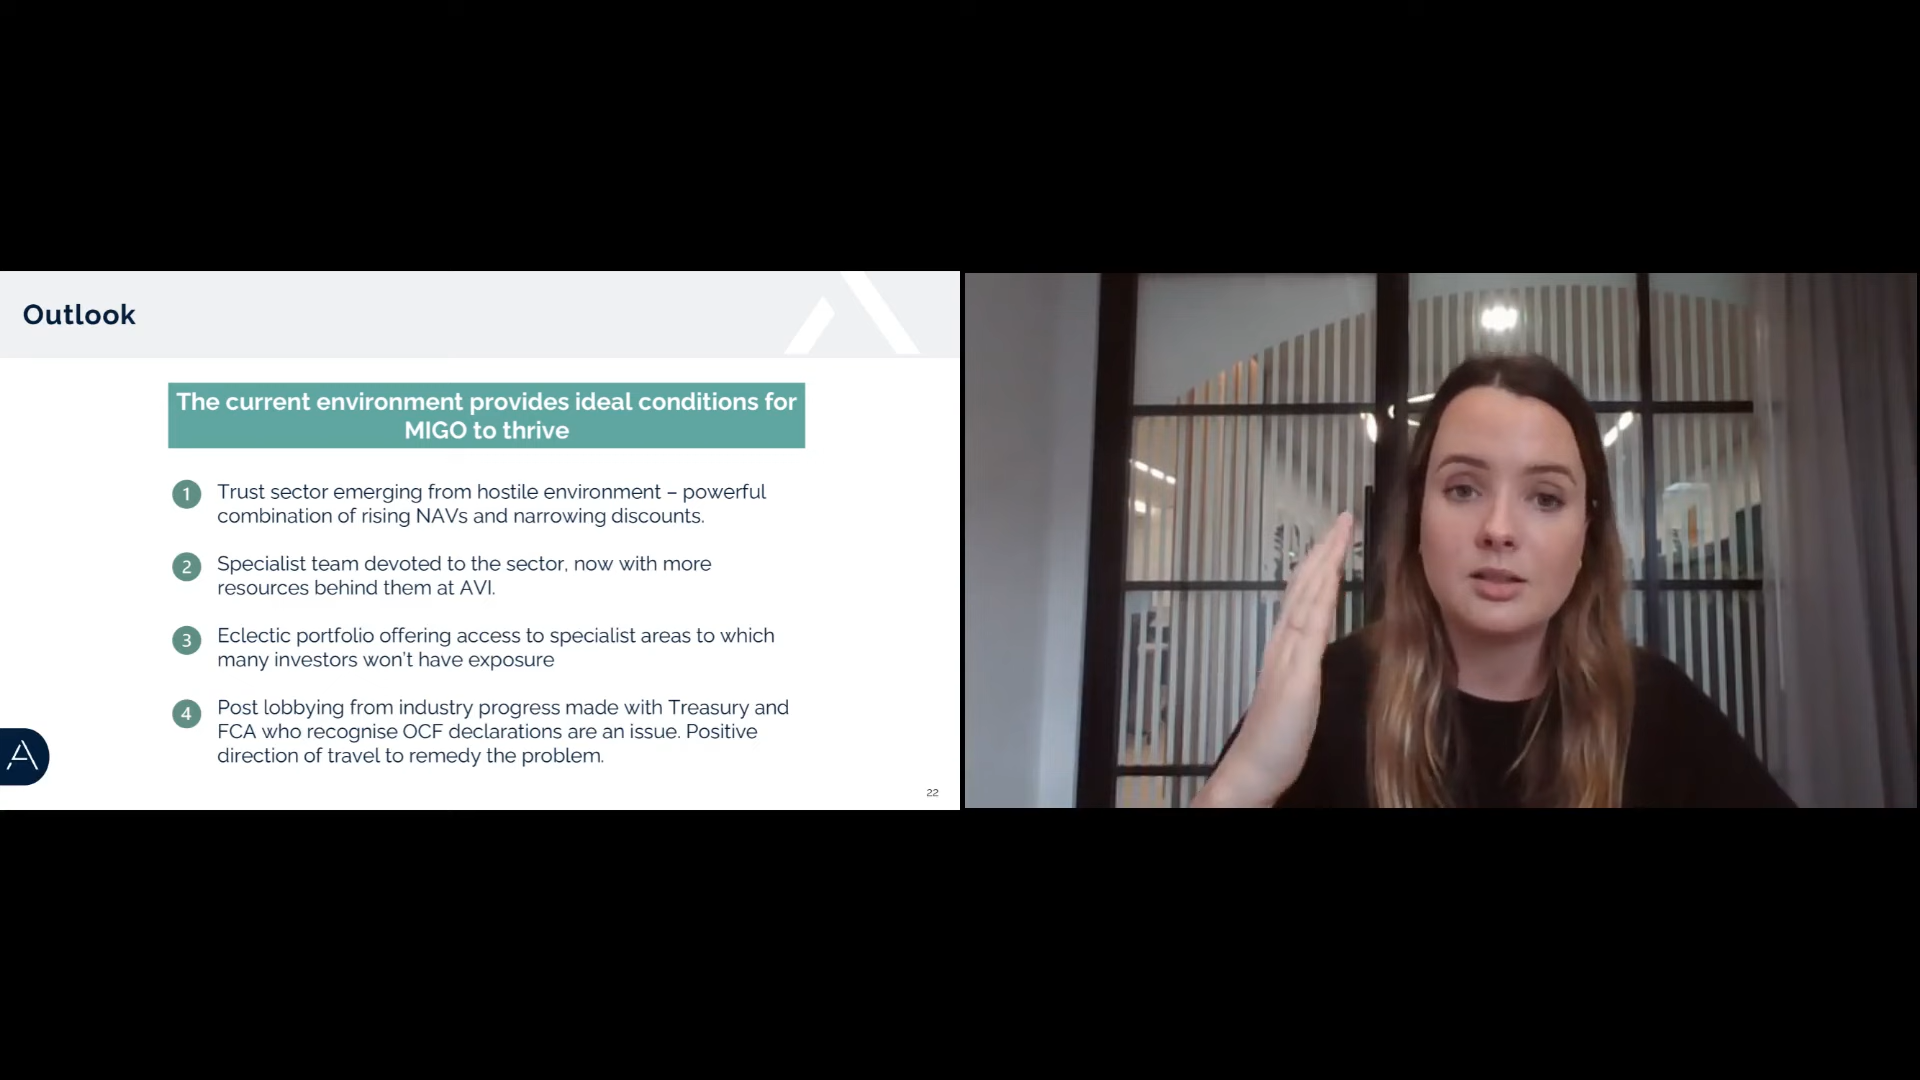 Outlook
The current environment provides ideal conditions for
MIGO to thrive
1 Trust sector emerging from hostile environment – powerful
combination of rising NAVs and narrowing discounts.
2 Specialist team devoted to the sector, now with more
resources behind them at AVI.
3 Eclectic portfolio offering access to specialist areas to which
many investors won't have exposure
4 Post lobbying from industry progress made with Treasury and
FCA who recognise OCF declarations are an issue. Positive
direction of travel to remedy the problem.
22